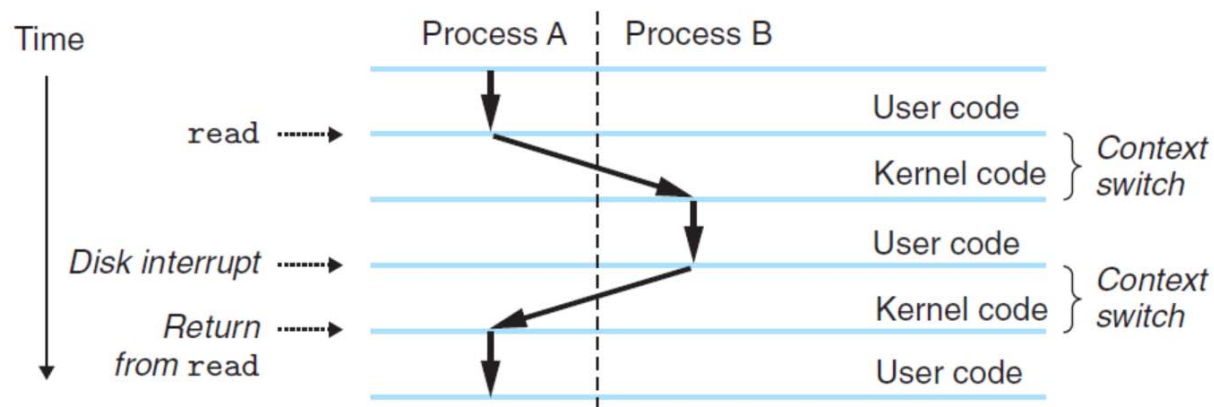 Time
Process A
Process B
User code
read
Kernel code
Context
switch
User code
Disk interrupt
Kernel code
Context
switch
Return
from read
User code